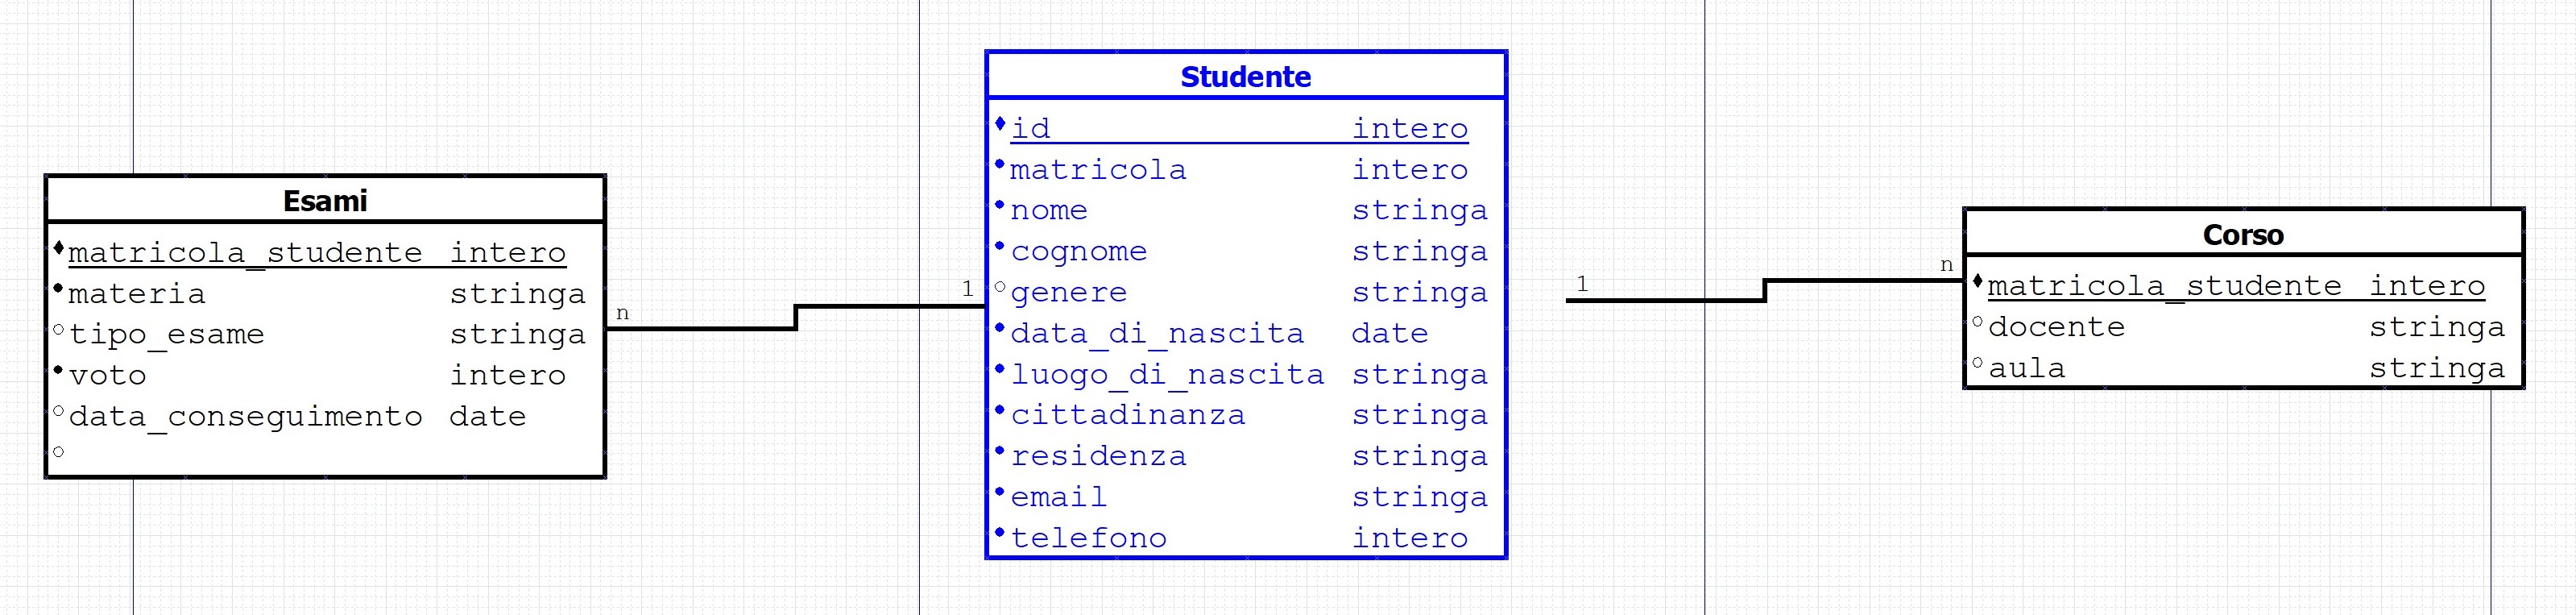 Esami
matricola_studente intero
materia stringa
tipo_esame stringa
voto intero
data_conseguimento date
n
1
Studente
id intero
matricola intero
nome stringa
cognome stringa
genere stringa
data_di_nascita date
luogo_di_nascita stringa
cittadinanza stringa
residenza stringa
email stringa
telefono intero
1
n
Corso
matricola_studente intero
docente stringa
aula stringa